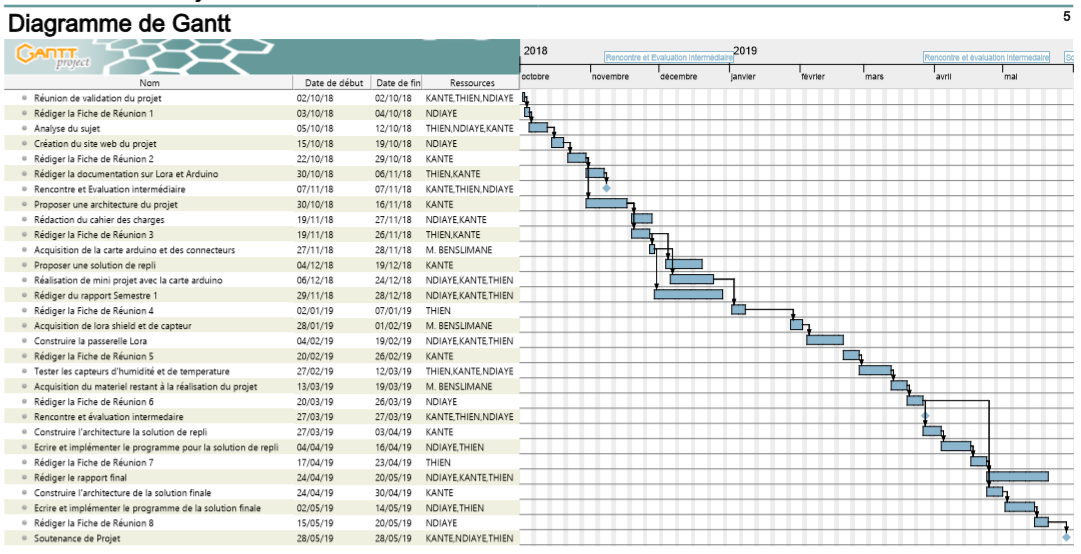 Diagramme de Gantt
5
GANTT project
2018
2019
Rencontre et Evaluation intermédiaire
Rencontre et évaluation intermedaire
So
Nom Date de début Date de fin Ressources
octobre novembre décembre janvier février mars avril mai
Réunion de validation du projet 02/10/18 02/10/18 KANTE,THIEN,NDIAYE
Rédiger la Fiche de Réunion 1 03/10/18 04/10/18 NDIAYE
Analyse du sujet 05/10/18 12/10/18 THIEN,NDIAYE,KANTE
Création du site web du projet 15/10/18 19/10/18 NDIAYE
Rédiger la Fiche de Réunion 2 22/10/18 29/10/18 KANTE
Rédiger la documentation sur Lora et Arduino 30/10/18 06/11/18 THIEN,KANTE
Rencontre et Evaluation intermédiaire 07/11/18 07/11/18 KANTE,THIEN,NDIAYE
Proposer une architecture du projet 30/10/18 16/11/18 KANTE
Rédaction du cahier des charges 19/11/18 27/11/18 NDIAYE,KANTE
Rédiger la Fiche de Réunion 3 19/11/18 26/11/18 THIEN,KANTE
Acquisition de la carte arduino et des connecteurs 27/11/18 28/11/18 M. BENSLIMANE
Proposer une solution de repli 04/12/18 19/12/18 KANTE
Réalisation de mini projet avec la carte arduino 06/12/18 24/12/18 NDIAYE,KANTE,THIEN
Rédiger du rapport Semestre 1 29/11/18 28/12/18 NDIAYE,KANTE,THIEN
Rédiger la Fiche de Réunion 4 02/01/19 07/01/19 THIEN
Acquisition de lora shield et de capteur 28/01/19 01/02/19 M. BENSLIMANE
Construire la passerelle Lora 04/02/19 19/02/19 NDIAYE,KANTE,THIEN
Rédiger la Fiche de Réunion 5 20/02/19 26/02/19 KANTE
Tester les capteurs d'humidité et de temperature 27/02/19 12/03/19 THIEN,KANTE,NDIAYE
Acquisition du materiel restant à la réalisation du projet 13/03/19 19/03/19 M. BENSLIMANE
Rédiger la Fiche de Réunion 6 20/03/19 26/03/19 NDIAYE
Rencontre et évaluation intermedaire 27/03/19 27/03/19 KANTE,THIEN,NDIAYE
Construire l'architecture la solution de repli 27/03/19 03/04/19 KANTE
Ecrire et implémenter le programme pour la solution de repli 04/04/19 16/04/19 NDIAYE,THIEN
Rédiger la Fiche de Réunion 7 17/04/19 23/04/19 THIEN
Rédiger le rapport final 24/04/19 20/05/19 NDIAYE,KANTE,THIEN
Construire l'architecture de la solution finale 24/04/19 30/04/19 KANTE
Ecrire et implémenter le programme de la solution finale 02/05/19 14/05/19 NDIAYE,THIEN
Rédiger la Fiche de Réunion 8 15/05/19 20/05/19 NDIAYE
Soutenance de Projet 28/05/19 28/05/19 KANTE,NDIAYE,THIEN